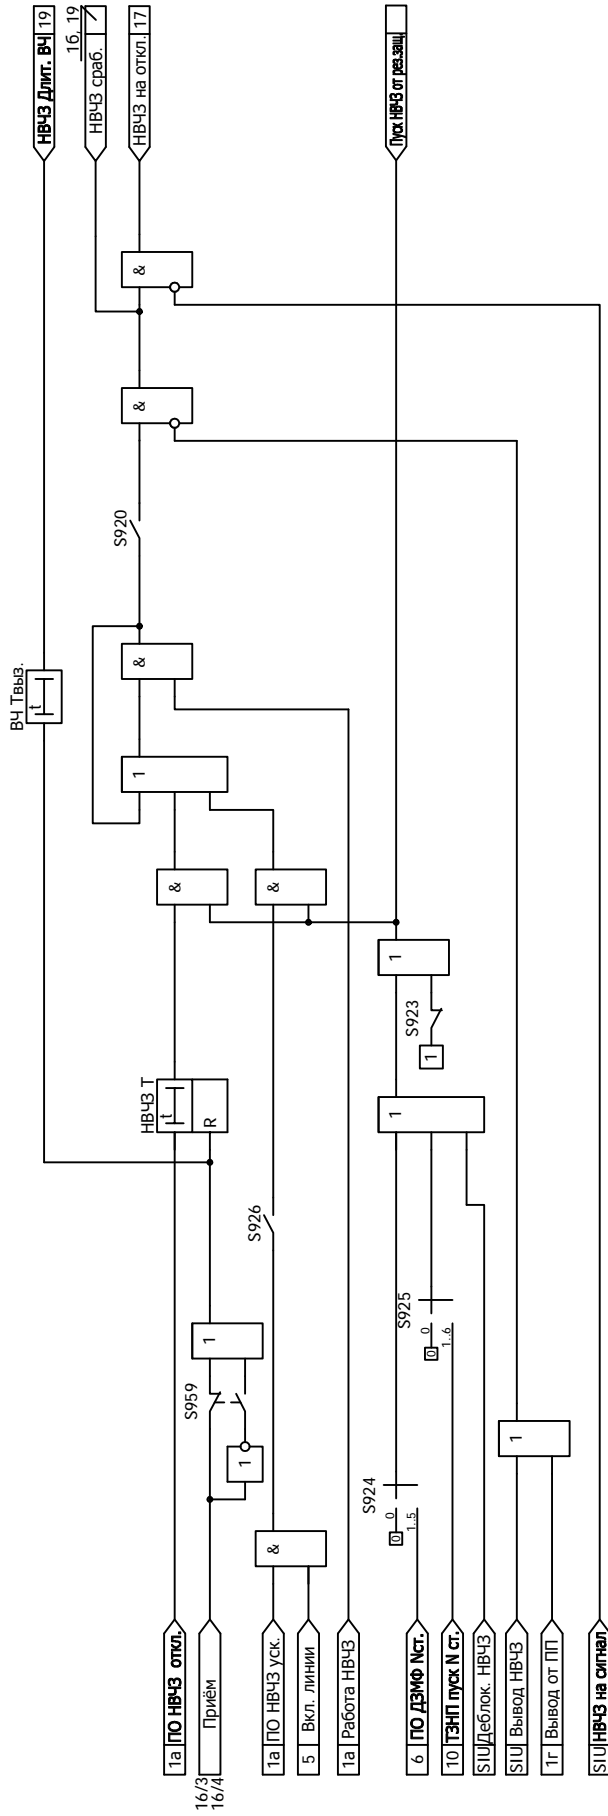 НВЧЗ Длит. ВЧ 19
16, 19
НВЧЗ сраб.
НВЧЗ на откл. 17
Пуск НВЧЗ от рез.защ.
&
&
S920
ВЧ Tвыз.
t
&
1
&
&
1
S923
1
НВЧЗ T
t
R
1
S926
S925
0
0
1..6
1
S959
1
S924
0
0
1..5
1
&
1а ПО НВЧЗ откл.
16/3
16/4
Приём
1а ПО НВЧЗ уск.
5 Вкл. линии
1а Работа НВЧЗ
6 ПО ДЗМФ Nст.
10 ТЗНП пуск N ст.
SIU Деблок. НВЧЗ
SIU Вывод НВЧЗ
1г Вывод от ПП
SIU НВЧЗ на сигнал